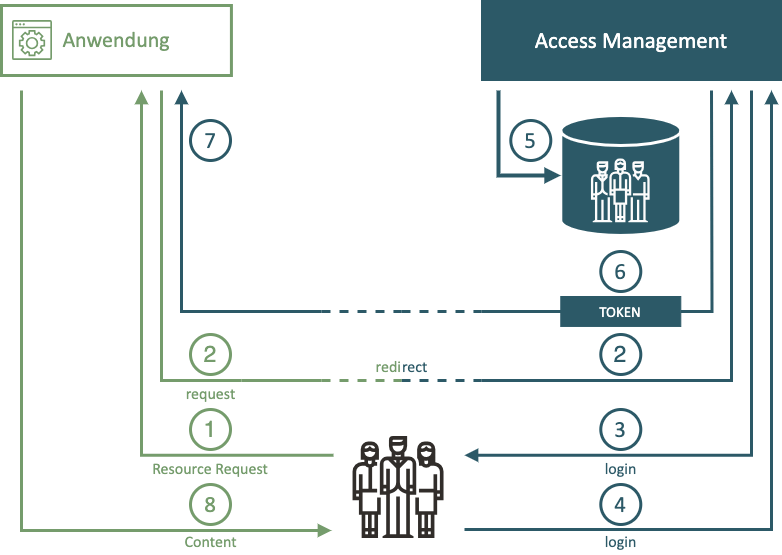 Anwendung
Access Management
7
5
6
TOKEN
2
redirect
2
request
1
3
Resource Request
login
8
4
Content
login